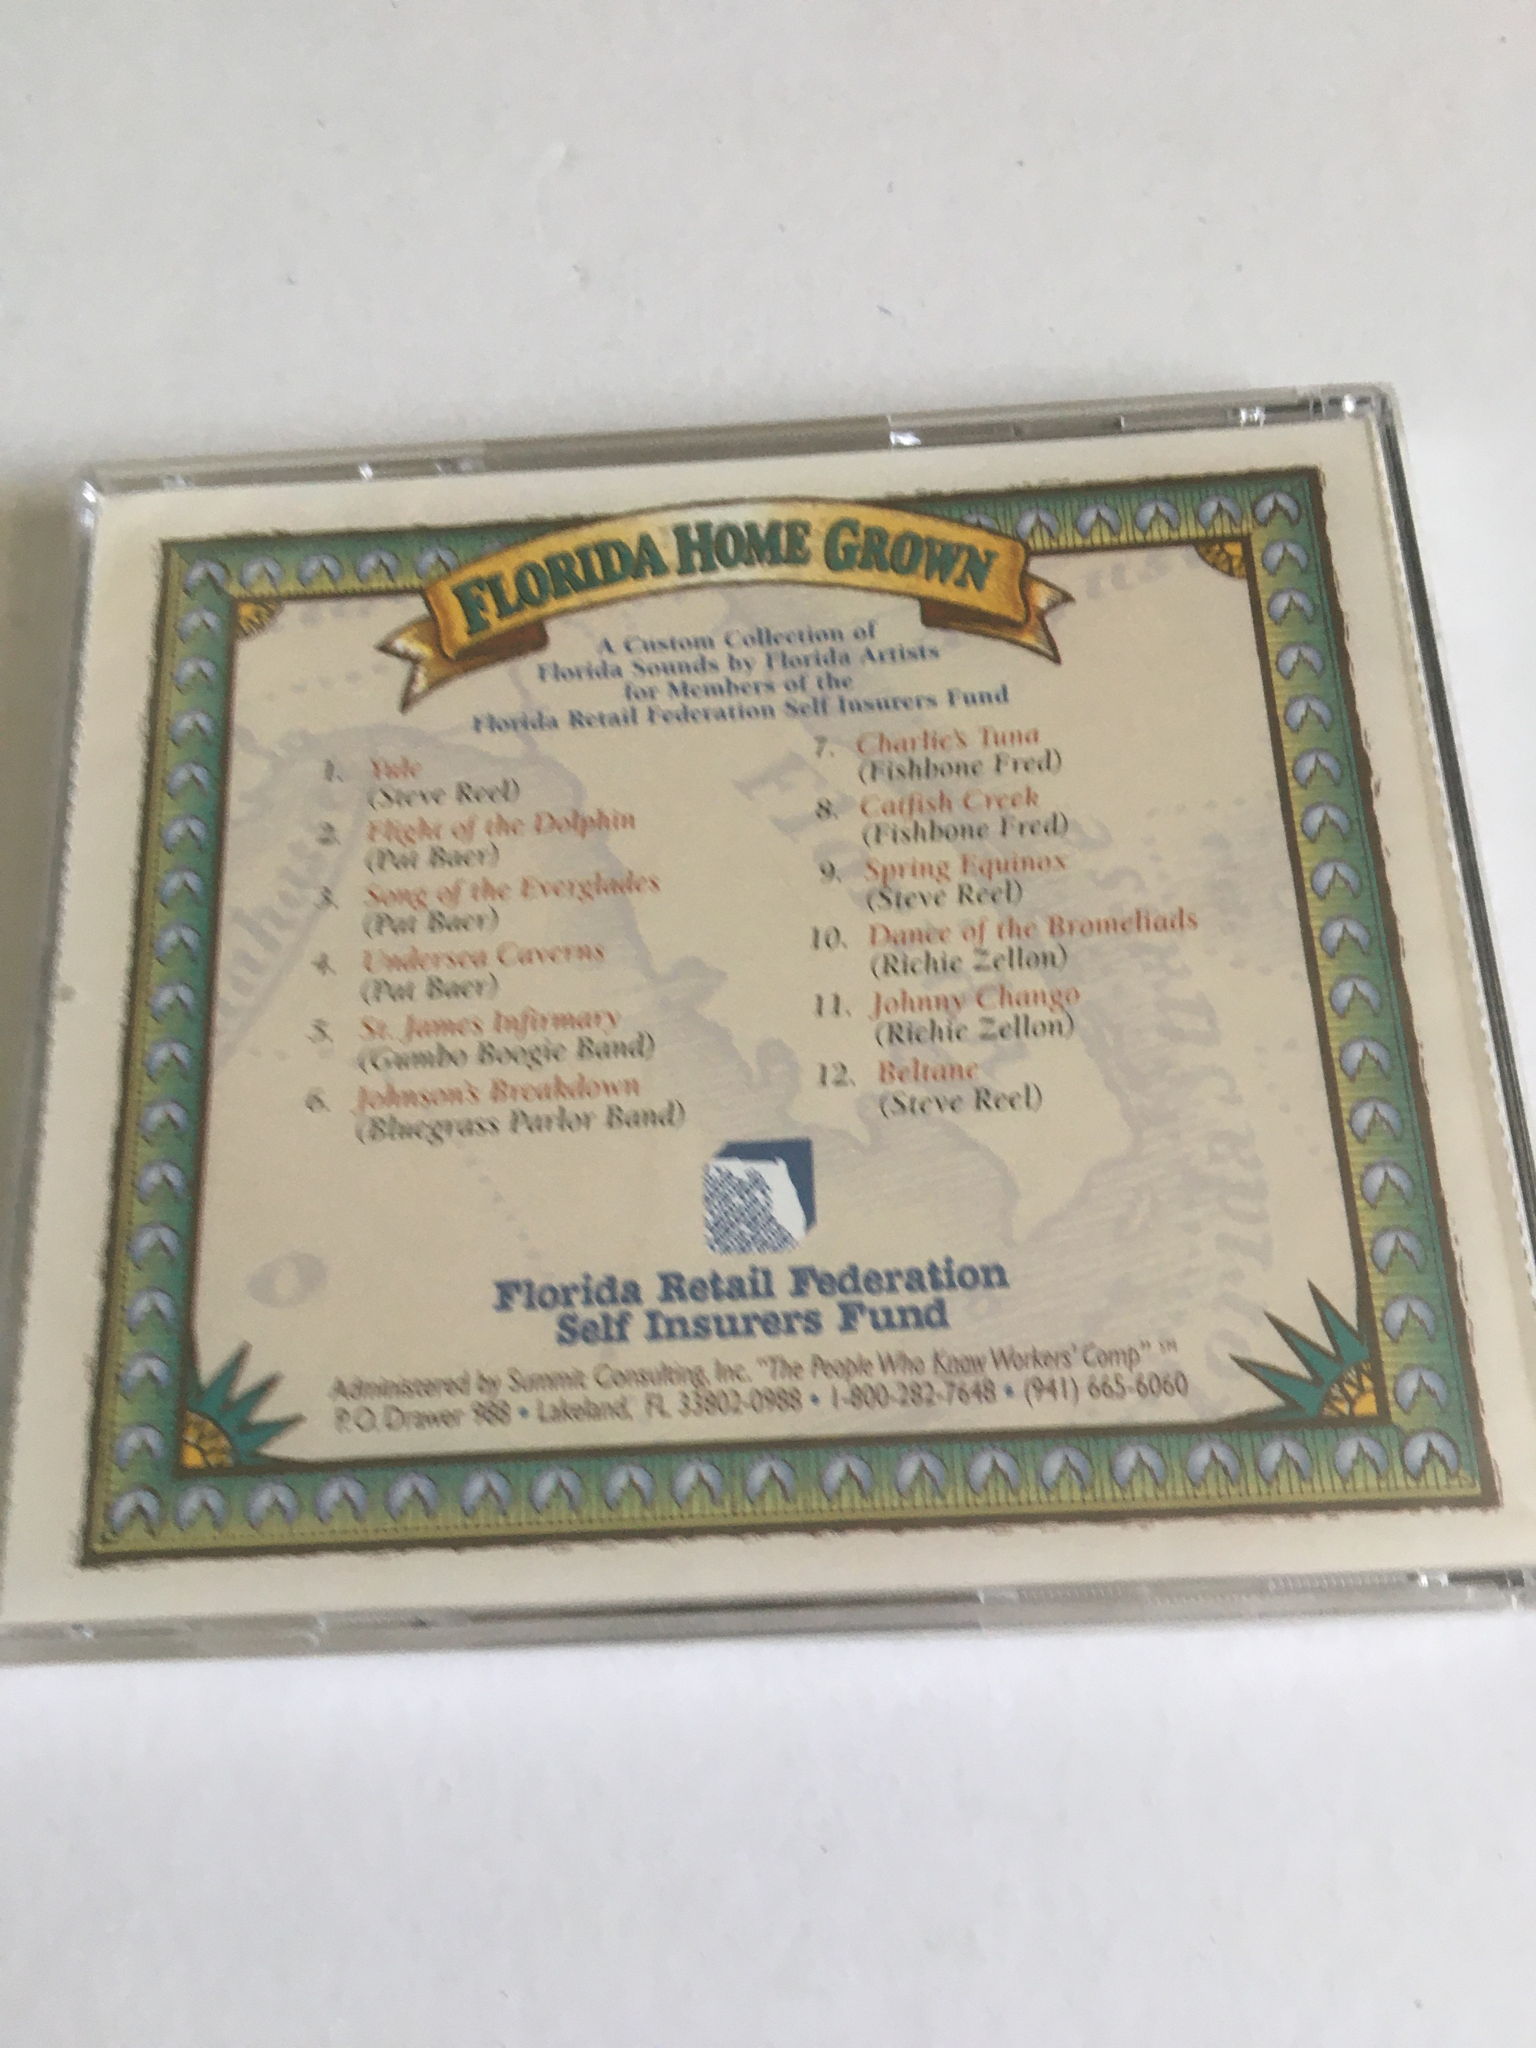 FLORIDA HOME GROWN
A Custom Collection of
Florida Sounds by Florida Artists
for Members of the
Florida Retail Federation Self Insurers Fund
1. Yule
(Steve Reel)
2. Flight of the Dolphin
(Pat Baer)
3. Song of the Everglades
(Pat Baer)
4. Undersea Caverns
(Pat Baer)
5. St. James Infirmary
(Gumbo Boogie Band)
6. Johnson's Breakdown
(Bluegrass Parlor Band)
7. Charlie's Tuna
(Fishbone Fred)
8. Catfish Creek
(Fishbone Fred)
9. Spring Equinox
(Steve Reel)
10. Dance of the Bromeliads
(Richie Zellon)
11. Johnny Chango
(Richie Zellon)
12. Beltane
(Steve Reel)
Florida Retail Federation
Self Insurers Fund
Administered by Summit Consulting, Inc. "The People Who Know Workers' Comp" ™
P.O. Drawer 988 • Lakeland, FL 33802-0988 • 1-800-282-7648 • (941) 665-6060